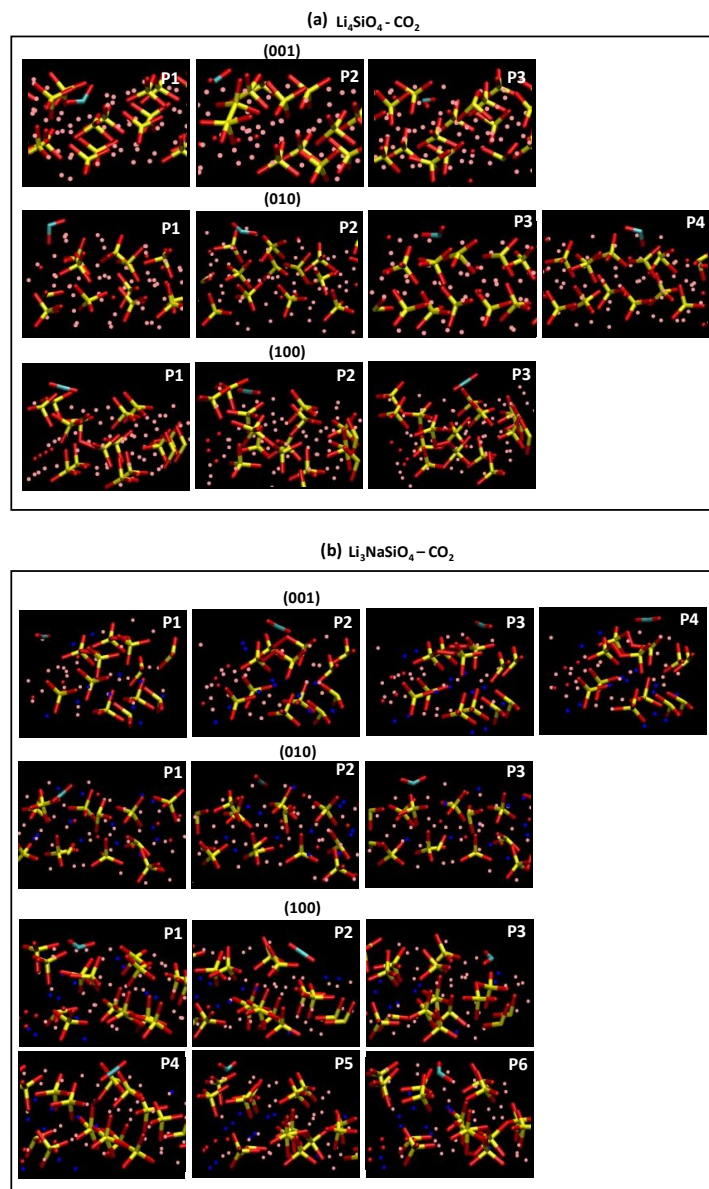 (a) Li₄SiO₄ - CO₂
(001)
P1 P2 P3
(010)
P1 P2 P3 P4
(100)
P1 P2 P3
(b) Li₃NaSiO₄ – CO₂
(001)
P1 P2 P3 P4
(010)
P1 P2 P3
(100)
P1 P2 P3
P4 P5 P6